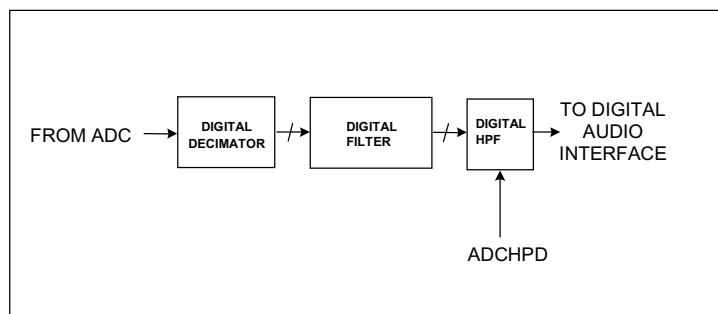 FROM ADC
DIGITAL
DECIMATOR
DIGITAL
FILTER
DIGITAL
HPF
TO DIGITAL
AUDIO
INTERFACE
ADCHPD